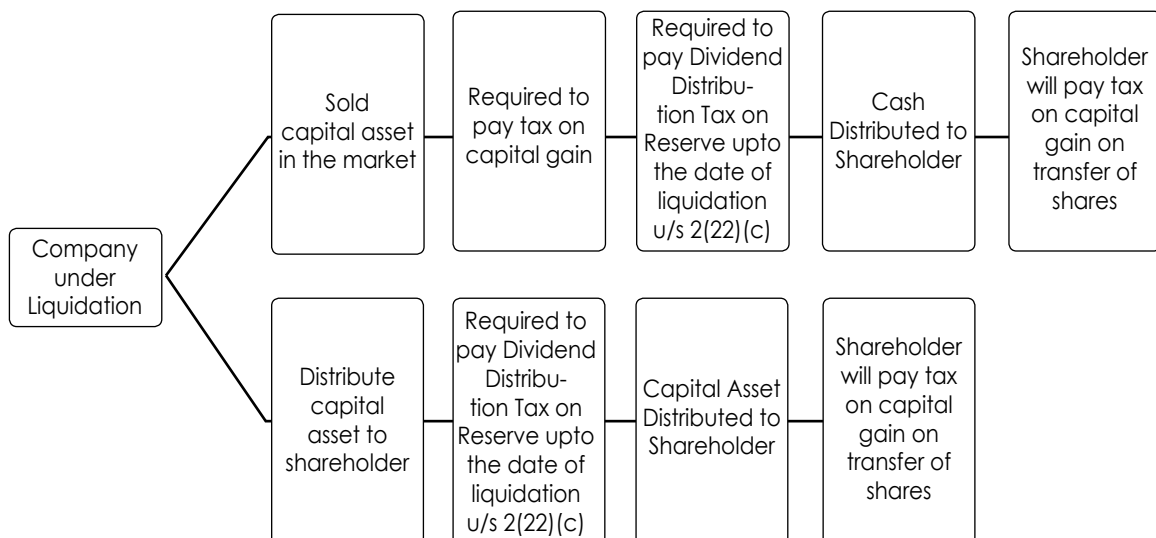 Company
under
Liquidation
Sold
capital asset
in the market
Required to
pay tax on
capital gain
Required to
pay Dividend
Distribu-
tion Tax on
Reserve upto
the date of
liquidation
u/s 2(22)(c)
Cash
Distributed to
Shareholder
Shareholder
will pay tax
on capital
gain on
transfer of
shares
Distribute
capital
asset to
shareholder
Required to
pay Dividend
Distribu-
tion Tax on
Reserve upto
the date of
liquidation
u/s 2(22)(c)
Capital Asset
Distributed to
Shareholder
Shareholder
will pay tax
on capital
gain on
transfer of
shares